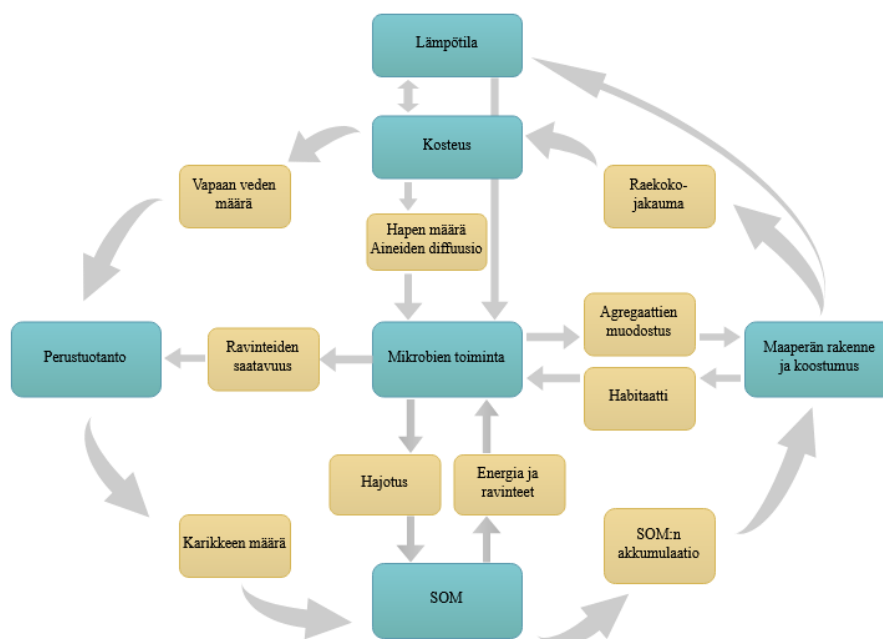 Lämpötila
Kosteus
Vapaan veden
määrä
Raekoko-
jakauma
Hapen määrä
Aineiden diffuusio
Perustuotanto
Ravinteiden
saatavuus
Mikrobien toiminta
Agregaattien
muodostus
Habitaatti
Maaperän rakenne
ja koostumus
Hajotus
Energia ja
ravinteet
Karikkeen määrä
SOM:n
akkumulaatio
SOM